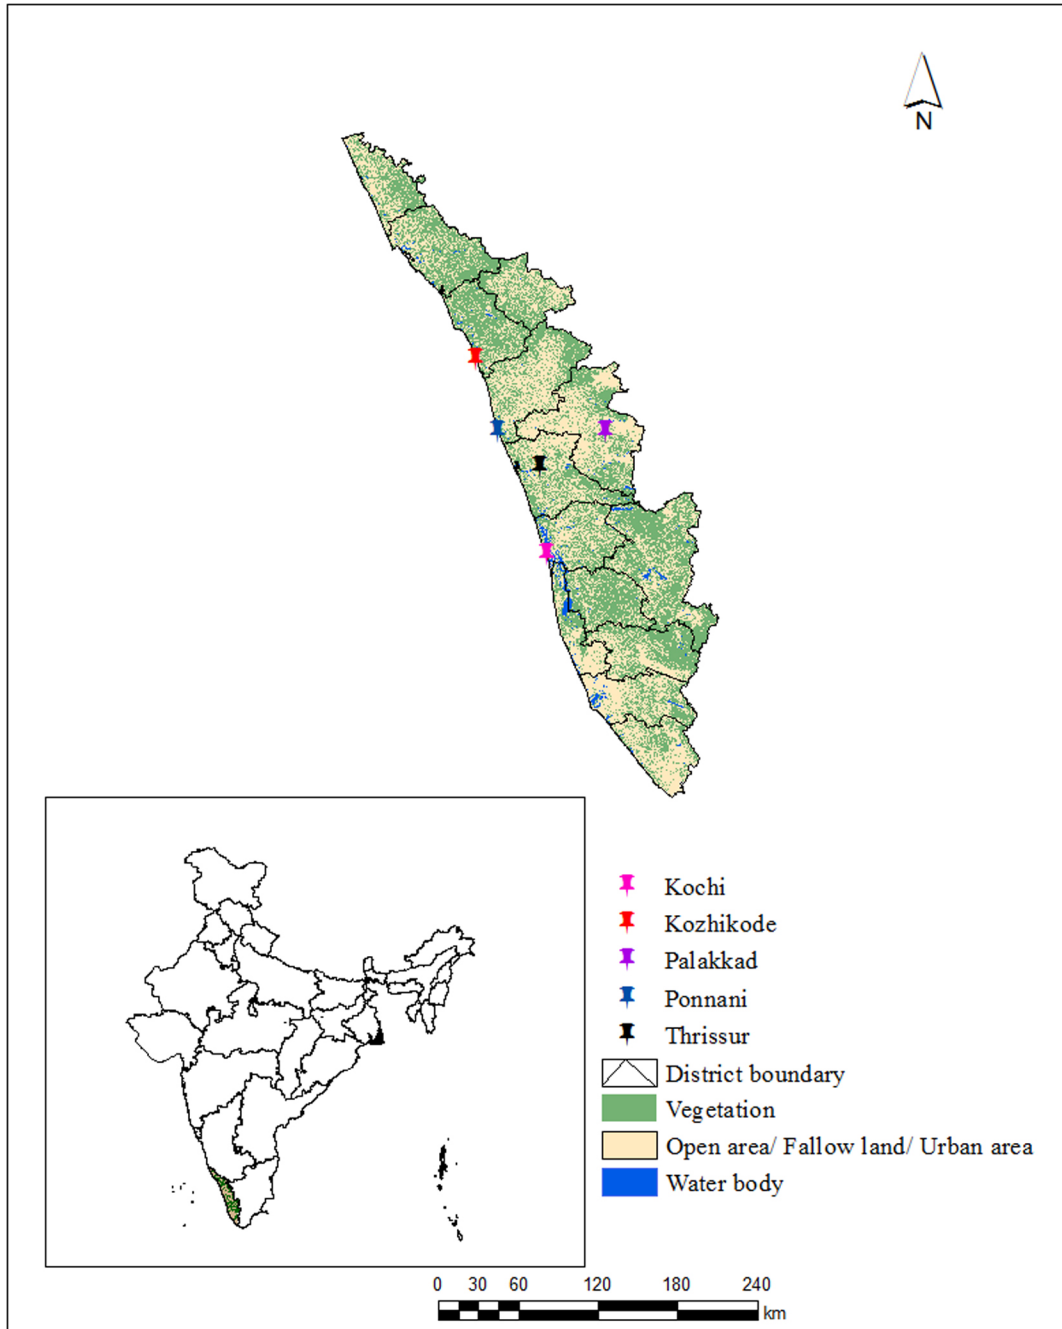 N
Kochi
Kozhikode
Palakkad
Ponnani
Thrissur
District boundary
Vegetation
Open area/ Fallow land/ Urban area
Water body
0 30 60 120 180 240
km